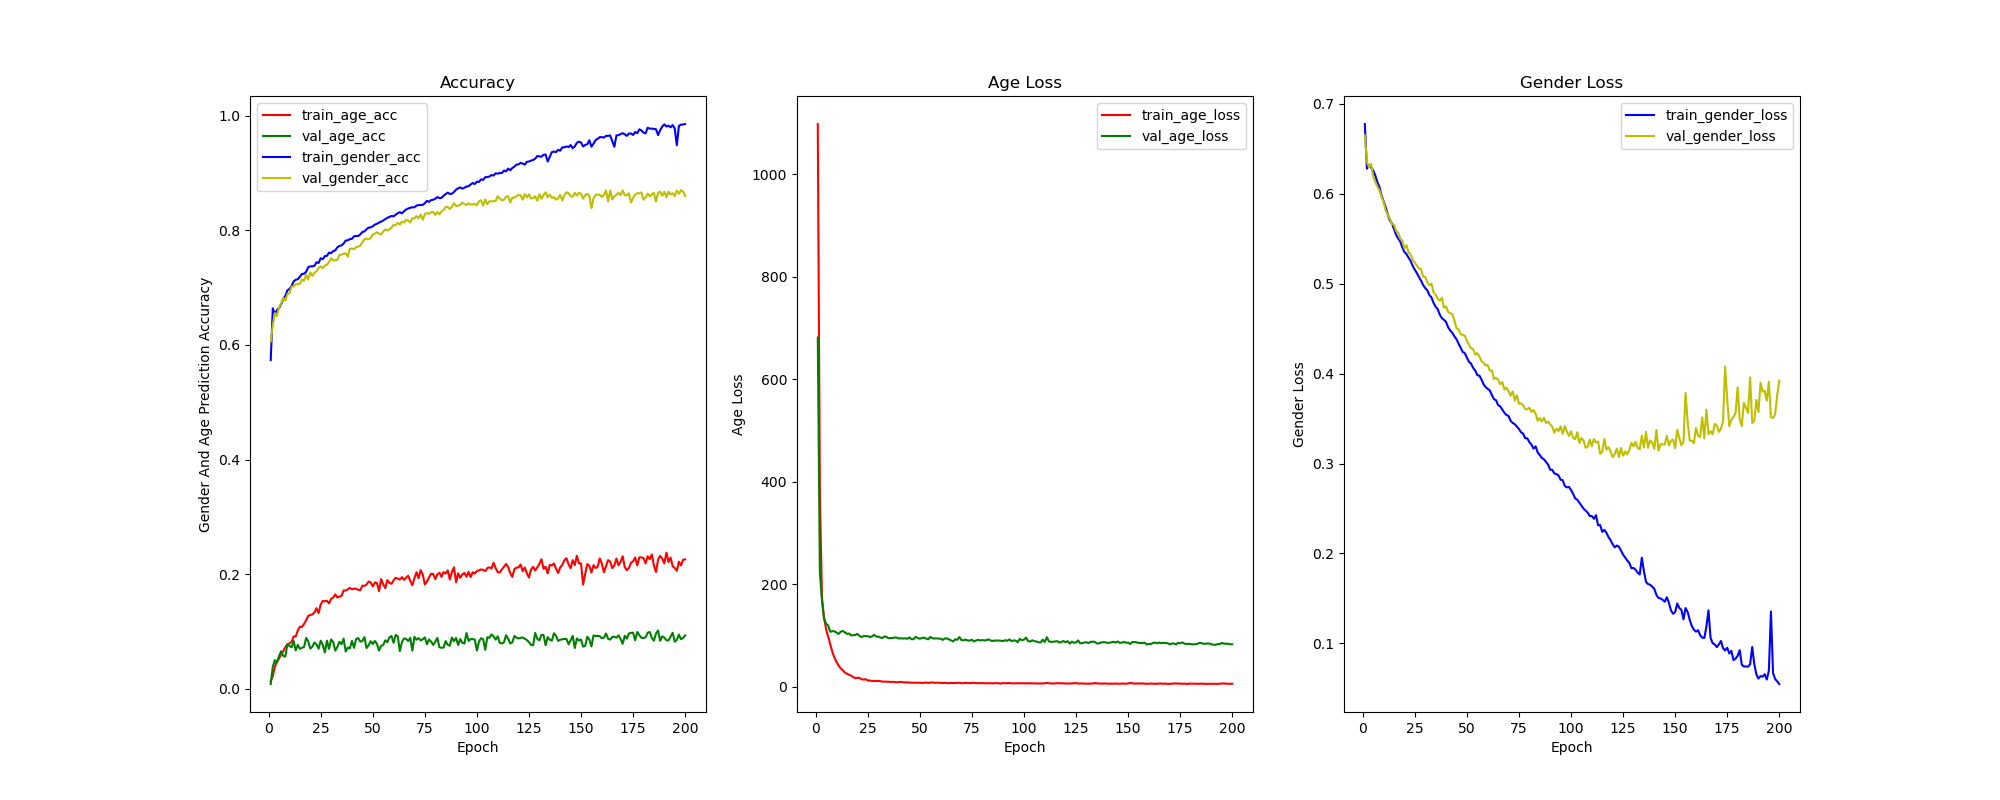 Accuracy
Gender And Age Prediction Accuracy
1.0
0.8
0.6
0.4
0.2
0.0
train_age_acc
val_age_acc
train_gender_acc
val_gender_acc
0 25 50 75 100 125 150 175 200
Epoch
Age Loss
Age Loss
1000
800
600
400
200
0
train_age_loss
val_age_loss
0 25 50 75 100 125 150 175 200
Epoch
Gender Loss
Gender Loss
0.7
0.6
0.5
0.4
0.3
0.2
0.1
train_gender_loss
val_gender_loss
0 25 50 75 100 125 150 175 200
Epoch